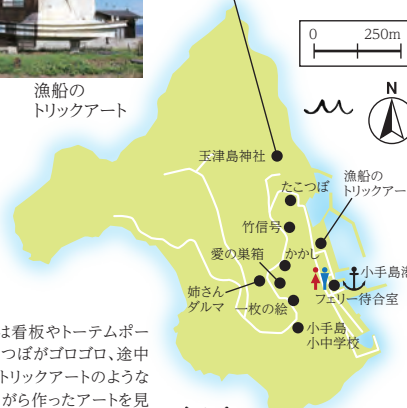 漁船の
トリックアート
0 250m
N
玉津島神社
たこつぼ
漁船の
トリックアー
竹信号
愛の巣箱
かかし
小手島港
姉さん
ダルマ
一枚の絵
フェリー待合室
小手島
小中学校
は看板やトーテムポー
つぼがゴロゴロ、途中
トリックアートのような
がら作ったアートを見